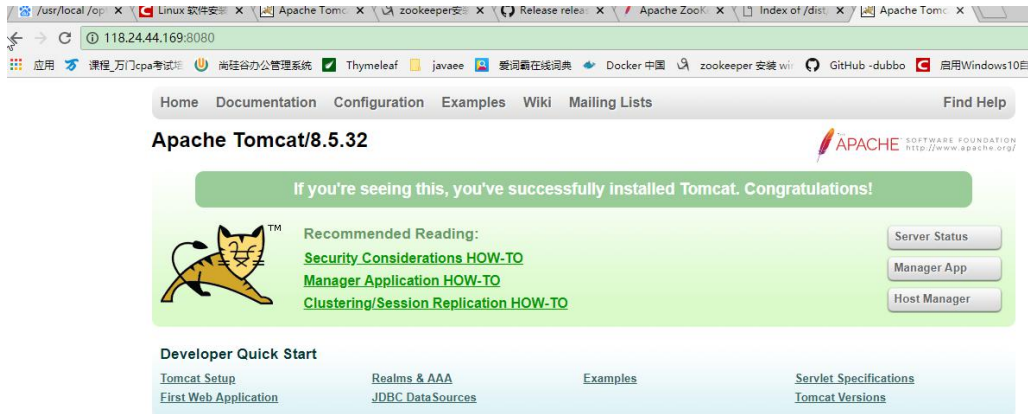 /usr/local /op
Linux 软件安
Apache Tomc
zookeeper安
Release relea
Apache ZooK
Index of /dist
Apache Tomc
118.24.44.169:8080
应用
课程_万门cpa考试
尚硅谷办公管理系统
Thymeleaf
javaee
爱词霸在线词典
Docker 中国
zookeeper 安装 wi
GitHub -dubbo
启用Windows10自
Home Documentation Configuration Examples Wiki Mailing Lists Find Help
Apache Tomcat/8.5.32
The APACHE SOFTWARE FOUNDATION
http://www.apache.org/
If you're seeing this, you've successfully installed Tomcat. Congratulations!
TM
Recommended Reading:
Security Considerations HOW-TO
Manager Application HOW-TO
Clustering/Session Replication HOW-TO
Server Status
Manager App
Host Manager
Developer Quick Start
Tomcat Setup
First Web Application
Realms & AAA
JDBC DataSources
Examples
Servlet Specifications
Tomcat Versions